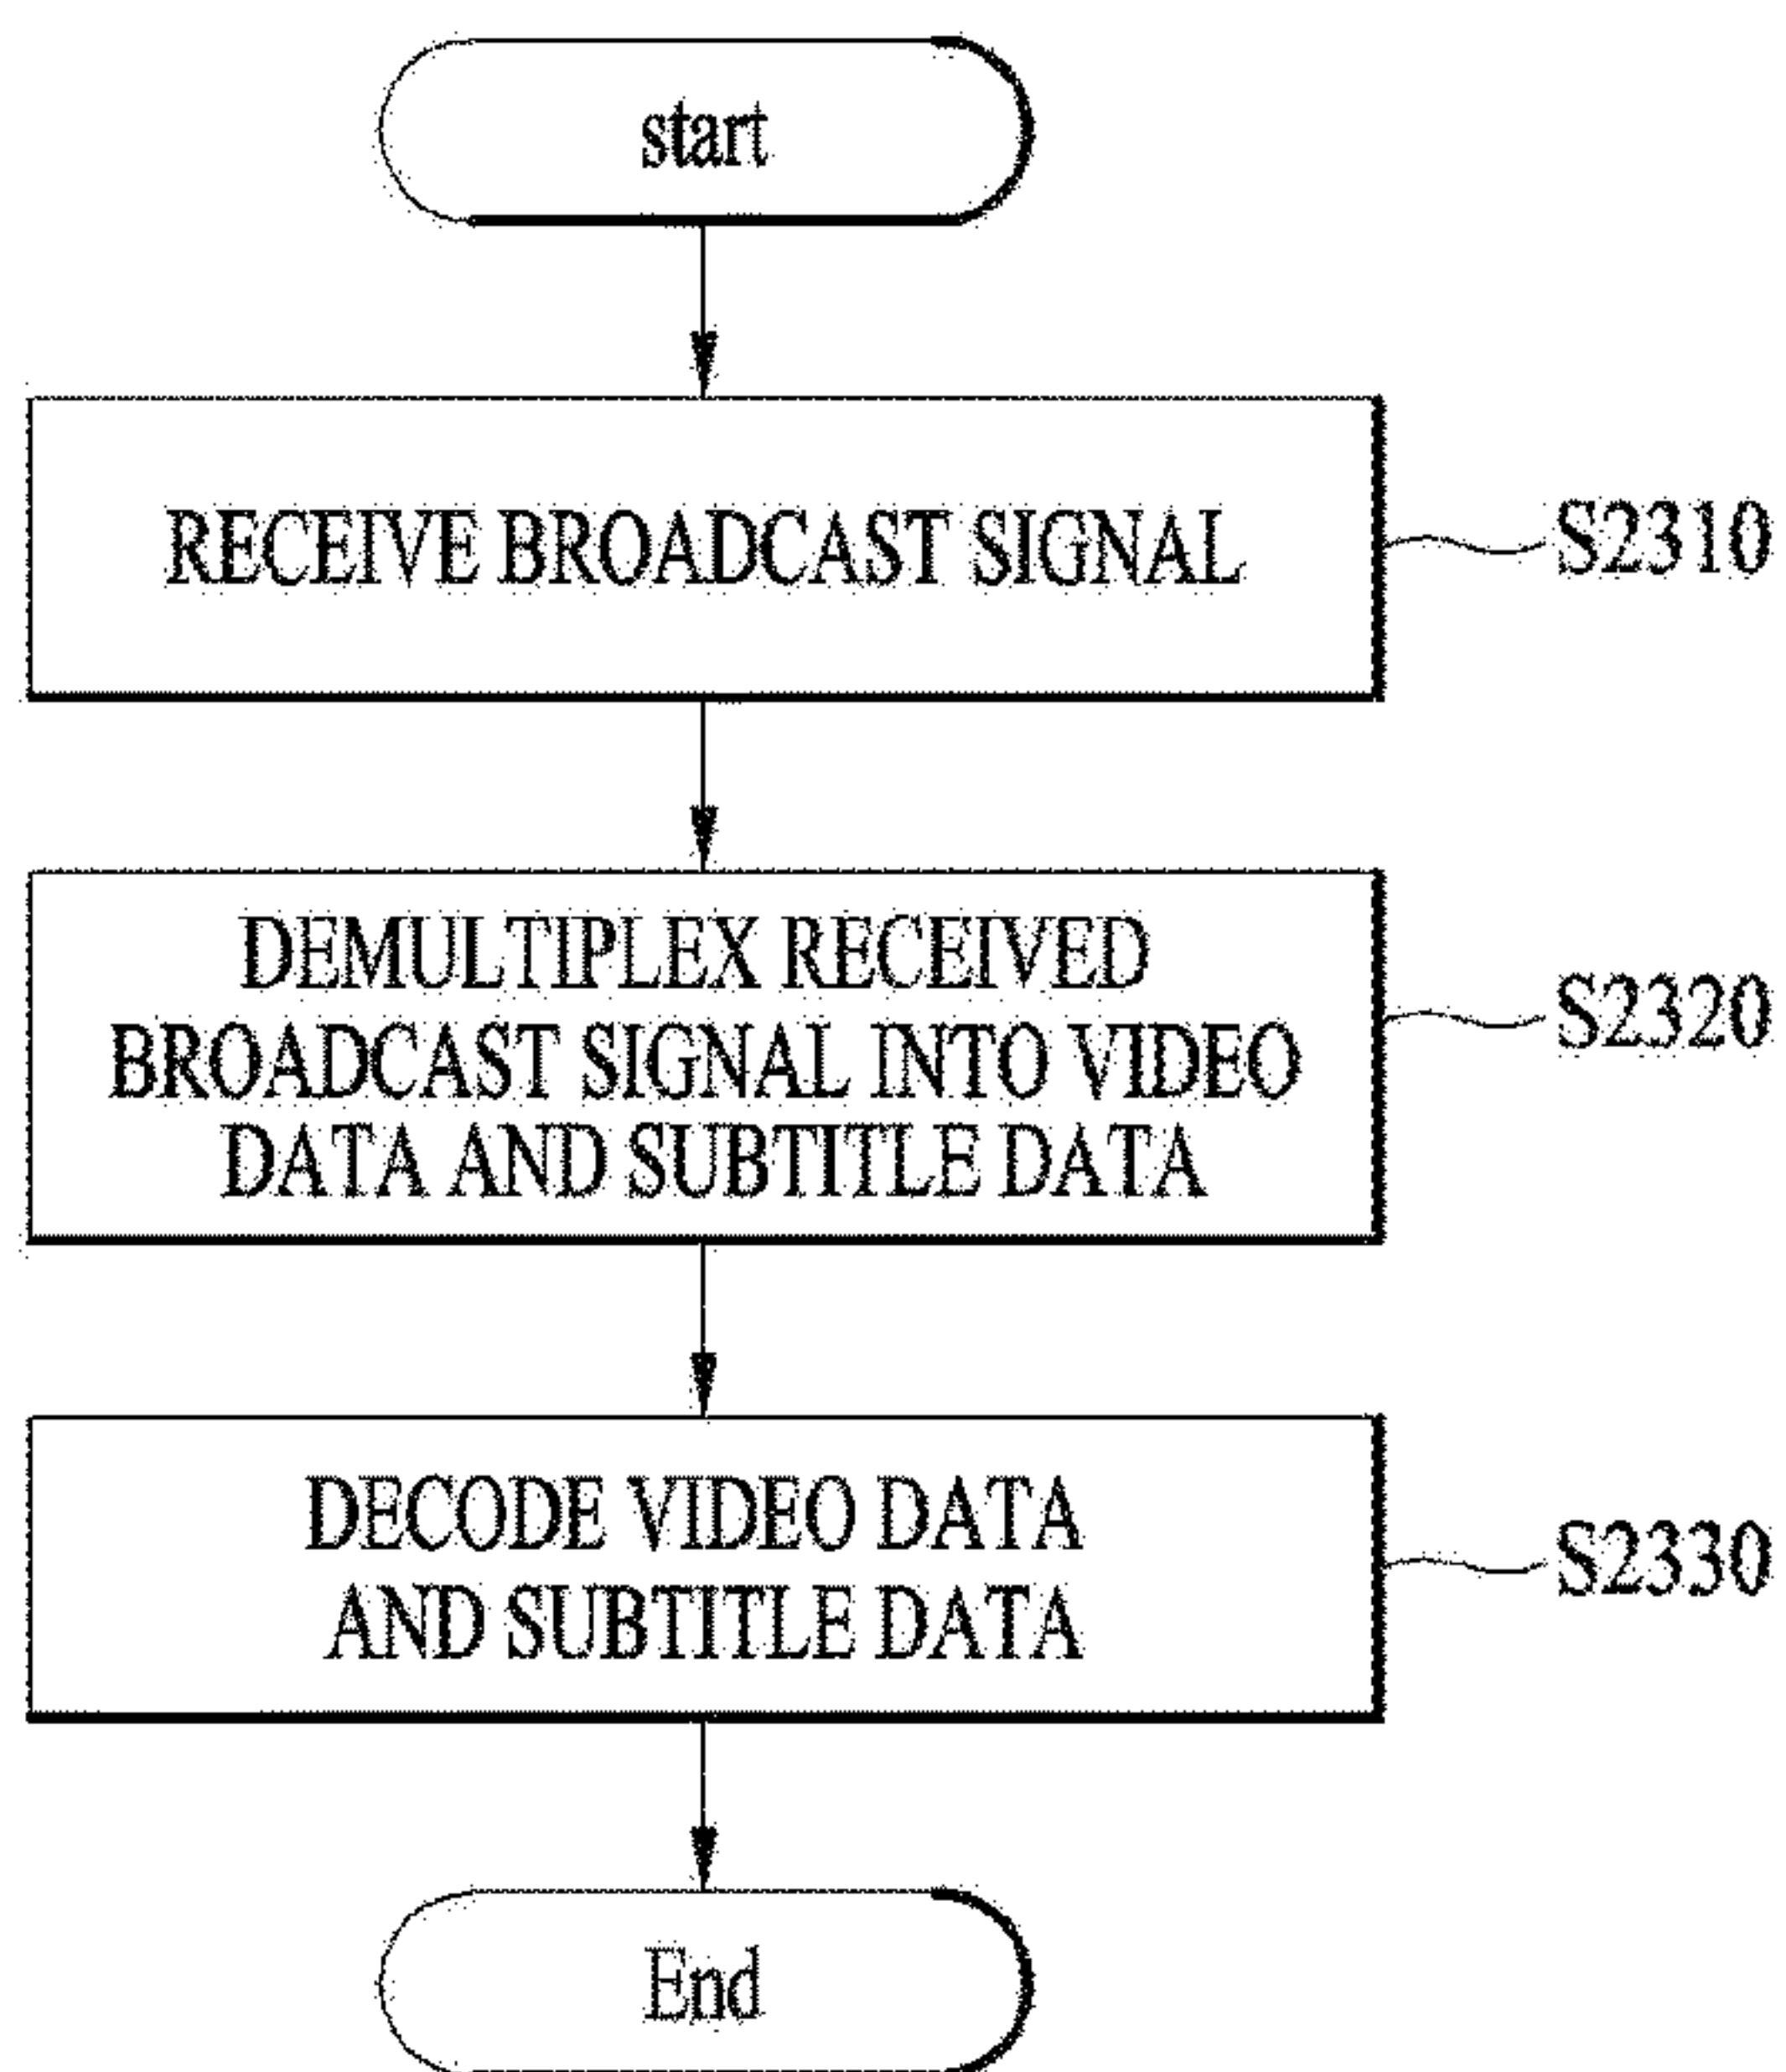 start
RECEIVE BROADCAST SIGNAL
S2310
DEMULTIPLEX RECEIVED
BROADCAST SIGNAL INTO VIDEO
DATA AND SUBTITLE DATA
S2320
DECODE VIDEO DATA
AND SUBTITLE DATA
S2330
End